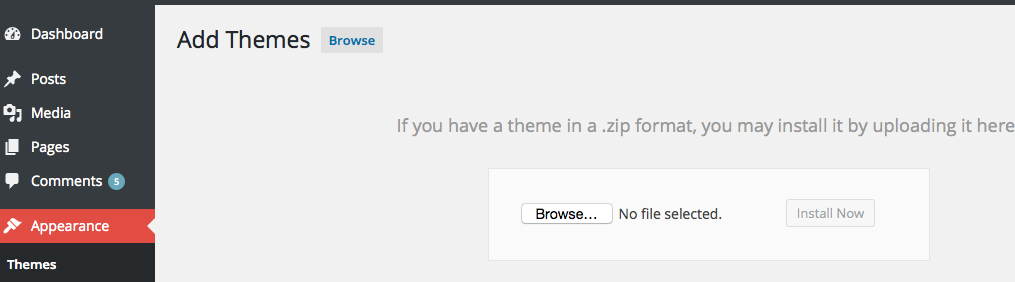 Dashboard
Posts
Media
Pages
Comments 5
Appearance
Themes
Add Themes Browse
If you have a theme in a .zip format, you may install it by uploading it here
Browse... No file selected. Install Now